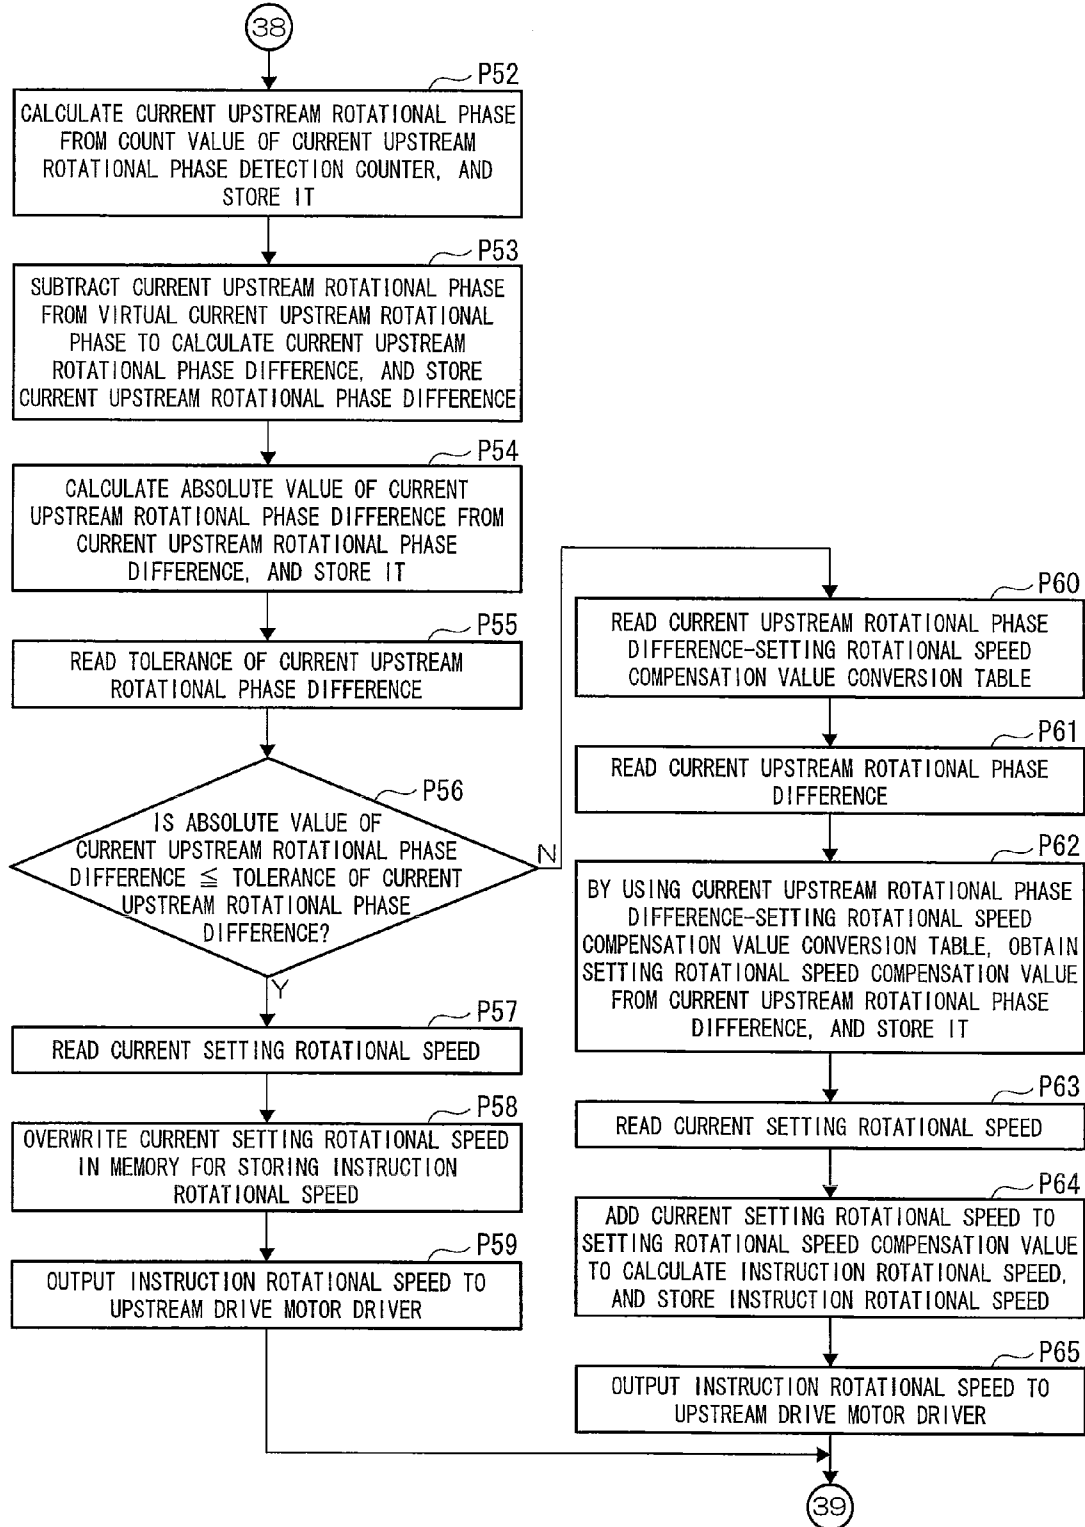 38
P52
CALCULATE CURRENT UPSTREAM ROTATIONAL PHASE
FROM COUNT VALUE OF CURRENT UPSTREAM
ROTATIONAL PHASE DETECTION COUNTER, AND
STORE IT
P53
SUBTRACT CURRENT UPSTREAM ROTATIONAL PHASE
FROM VIRTUAL CURRENT UPSTREAM ROTATIONAL
PHASE TO CALCULATE CURRENT UPSTREAM
ROTATIONAL PHASE DIFFERENCE, AND STORE
CURRENT UPSTREAM ROTATIONAL PHASE DIFFERENCE
P54
CALCULATE ABSOLUTE VALUE OF CURRENT
UPSTREAM ROTATIONAL PHASE DIFFERENCE FROM
CURRENT UPSTREAM ROTATIONAL PHASE
DIFFERENCE, AND STORE IT
P55
READ TOLERANCE OF CURRENT UPSTREAM
ROTATIONAL PHASE DIFFERENCE
P56
IS ABSOLUTE VALUE OF
CURRENT UPSTREAM ROTATIONAL PHASE
DIFFERENCE ≦ TOLERANCE OF CURRENT
UPSTREAM ROTATIONAL PHASE
DIFFERENCE?
N
Y
P57
READ CURRENT SETTING ROTATIONAL SPEED
P58
OVERWRITE CURRENT SETTING ROTATIONAL SPEED
IN MEMORY FOR STORING INSTRUCTION
ROTATIONAL SPEED
P59
OUTPUT INSTRUCTION ROTATIONAL SPEED TO
UPSTREAM DRIVE MOTOR DRIVER
P60
READ CURRENT UPSTREAM ROTATIONAL PHASE
DIFFERENCE-SETTING ROTATIONAL SPEED
COMPENSATION VALUE CONVERSION TABLE
P61
READ CURRENT UPSTREAM ROTATIONAL PHASE
DIFFERENCE
P62
BY USING CURRENT UPSTREAM ROTATIONAL PHASE
DIFFERENCE-SETTING ROTATIONAL SPEED
COMPENSATION VALUE CONVERSION TABLE, OBTAIN
SETTING ROTATIONAL SPEED COMPENSATION VALUE
FROM CURRENT UPSTREAM ROTATIONAL PHASE
DIFFERENCE, AND STORE IT
P63
READ CURRENT SETTING ROTATIONAL SPEED
P64
ADD CURRENT SETTING ROTATIONAL SPEED TO
SETTING ROTATIONAL SPEED COMPENSATION VALUE
TO CALCULATE INSTRUCTION ROTATIONAL SPEED,
AND STORE INSTRUCTION ROTATIONAL SPEED
P65
OUTPUT INSTRUCTION ROTATIONAL SPEED TO
UPSTREAM DRIVE MOTOR DRIVER
39